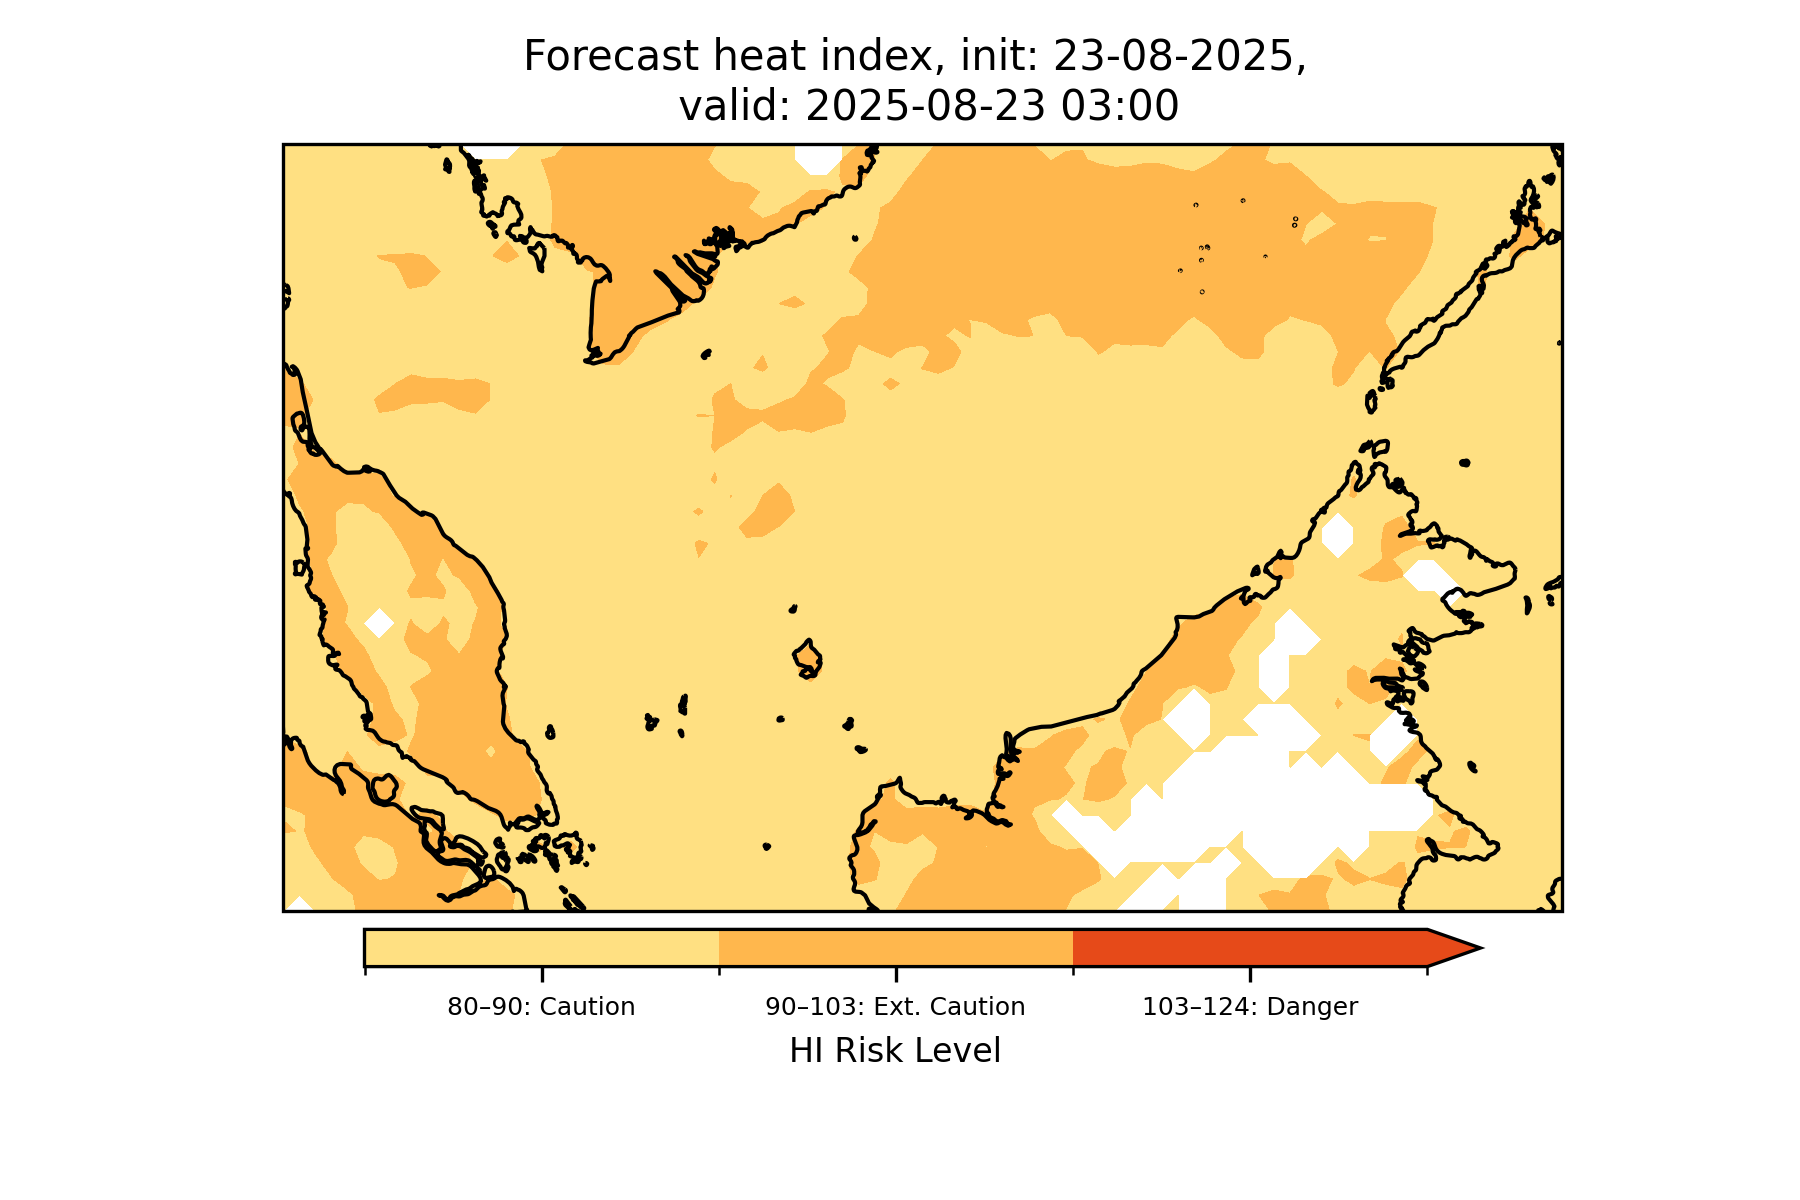 Forecast heat index, init: 23-08-2025,
valid: 2025-08-23 03:00
80–90: Caution
90–103: Ext. Caution
103–124: Danger
HI Risk Level